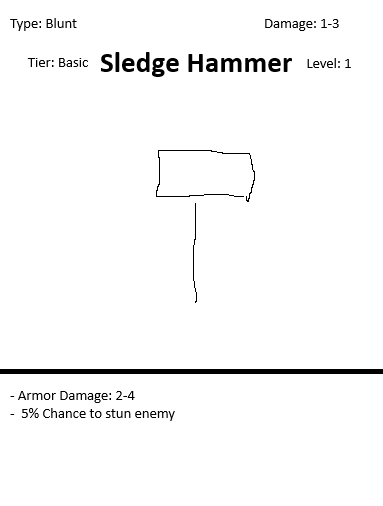 Type: Blunt Damage: 1-3
Tier: Basic Sledge Hammer Level: 1
- Armor Damage: 2-4
- 5% Chance to stun enemy